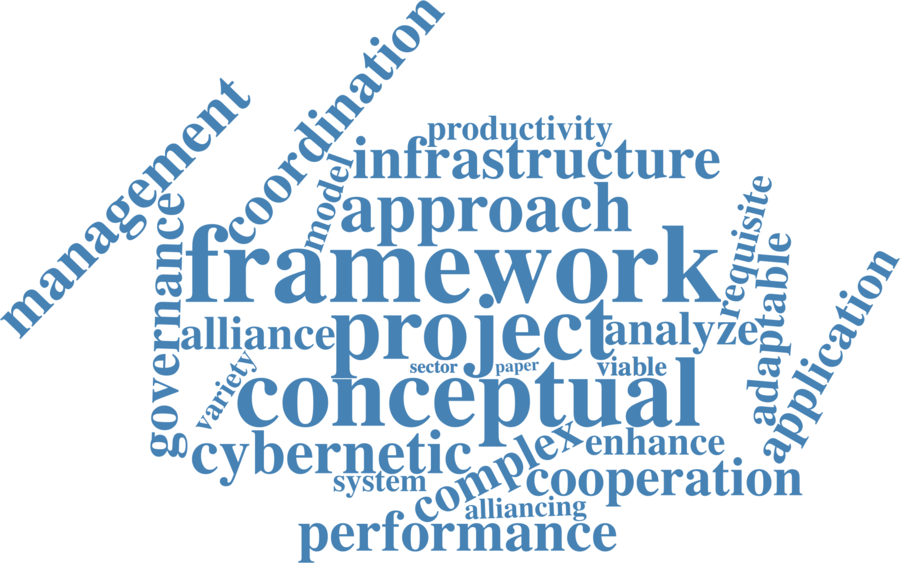 management
coordination
productivity
infrastructure
model
approach
requisite
governance
framework
adaptable
application
alliance
project
analyze
sector
paper
viable
variety
conceptual
cybernetic
complex
enhance
system
cooperation
alliancing
performance